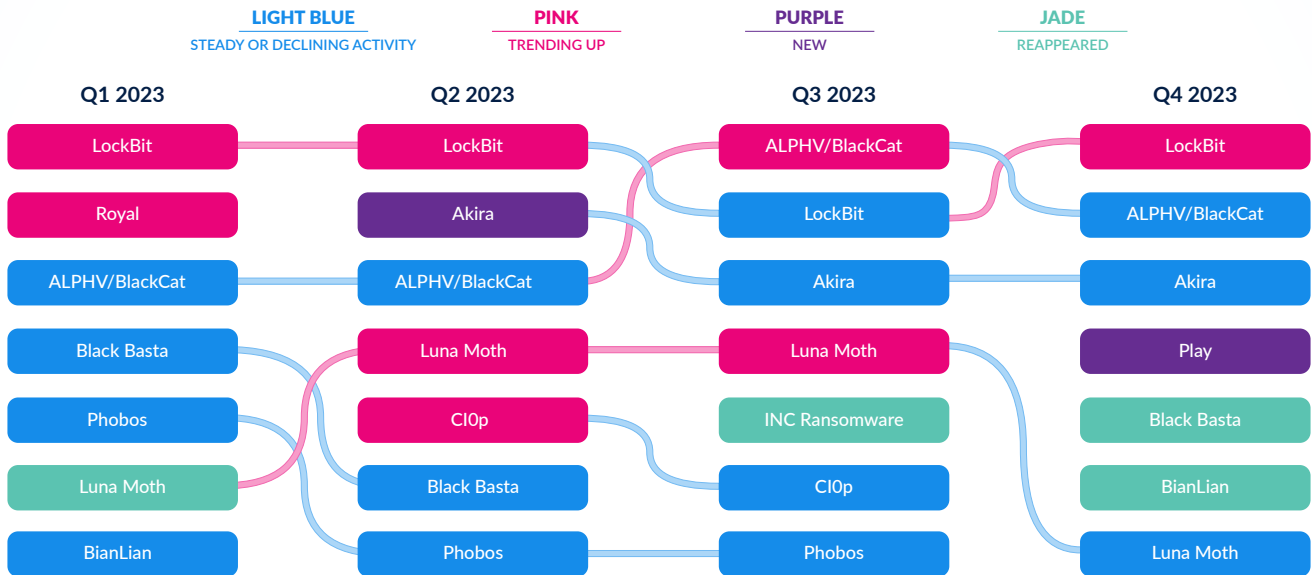 LIGHT BLUE
STEADY OR DECLINING ACTIVITY
PINK
TRENDING UP
PURPLE
NEW
JADE
REAPPEARED
Q1 2023
Q2 2023
Q3 2023
Q4 2023
LockBit
LockBit
ALPHV/BlackCat
LockBit
Royal
Akira
LockBit
ALPHV/BlackCat
ALPHV/BlackCat
ALPHV/BlackCat
Akira
Akira
Black Basta
Luna Moth
Luna Moth
Play
Phobos
Cl0p
INC Ransomware
Black Basta
Luna Moth
Black Basta
Cl0p
BianLian
BianLian
Phobos
Phobos
Luna Moth